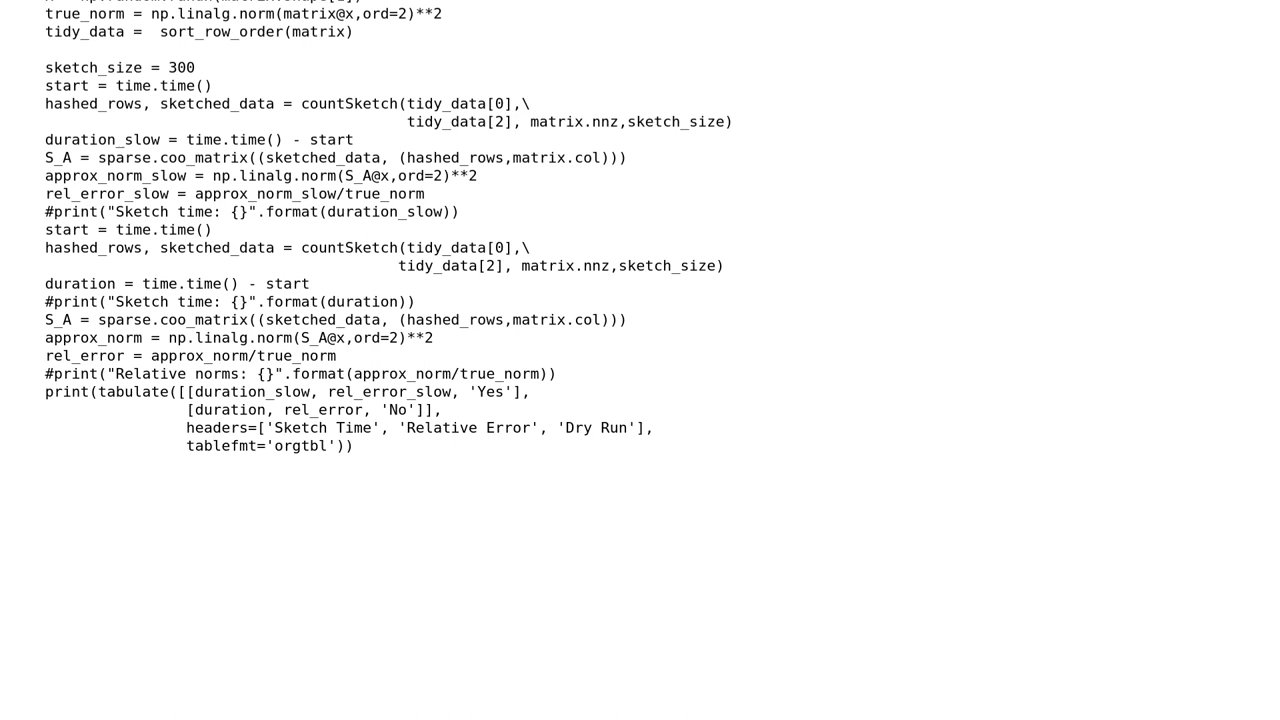 true_norm = np.linalg.norm(matrix@x,ord=2)**2
tidy_data =  sort_row_order(matrix)
sketch_size = 300
start = time.time()
hashed_rows, sketched_data = countSketch(tidy_data[0],\
tidy_data[2], matrix.nnz,sketch_size)
duration_slow = time.time() - start
S_A = sparse.coo_matrix((sketched_data, (hashed_rows,matrix.col)))
approx_norm_slow = np.linalg.norm(S_A@x,ord=2)**2
rel_error_slow = approx_norm_slow/true_norm
#print("Sketch time: {}".format(duration_slow))
start = time.time()
hashed_rows, sketched_data = countSketch(tidy_data[0],\
tidy_data[2], matrix.nnz,sketch_size)
duration = time.time() - start
#print("Sketch time: {}".format(duration))
S_A = sparse.coo_matrix((sketched_data, (hashed_rows,matrix.col)))
approx_norm = np.linalg.norm(S_A@x,ord=2)**2
rel_error = approx_norm/true_norm
#print("Relative norms: {}".format(approx_norm/true_norm))
print(tabulate([[duration_slow, rel_error_slow, 'Yes'],
[duration, rel_error, 'No']],
headers=['Sketch Time', 'Relative Error', 'Dry Run'],
tablefmt='orgtbl'))